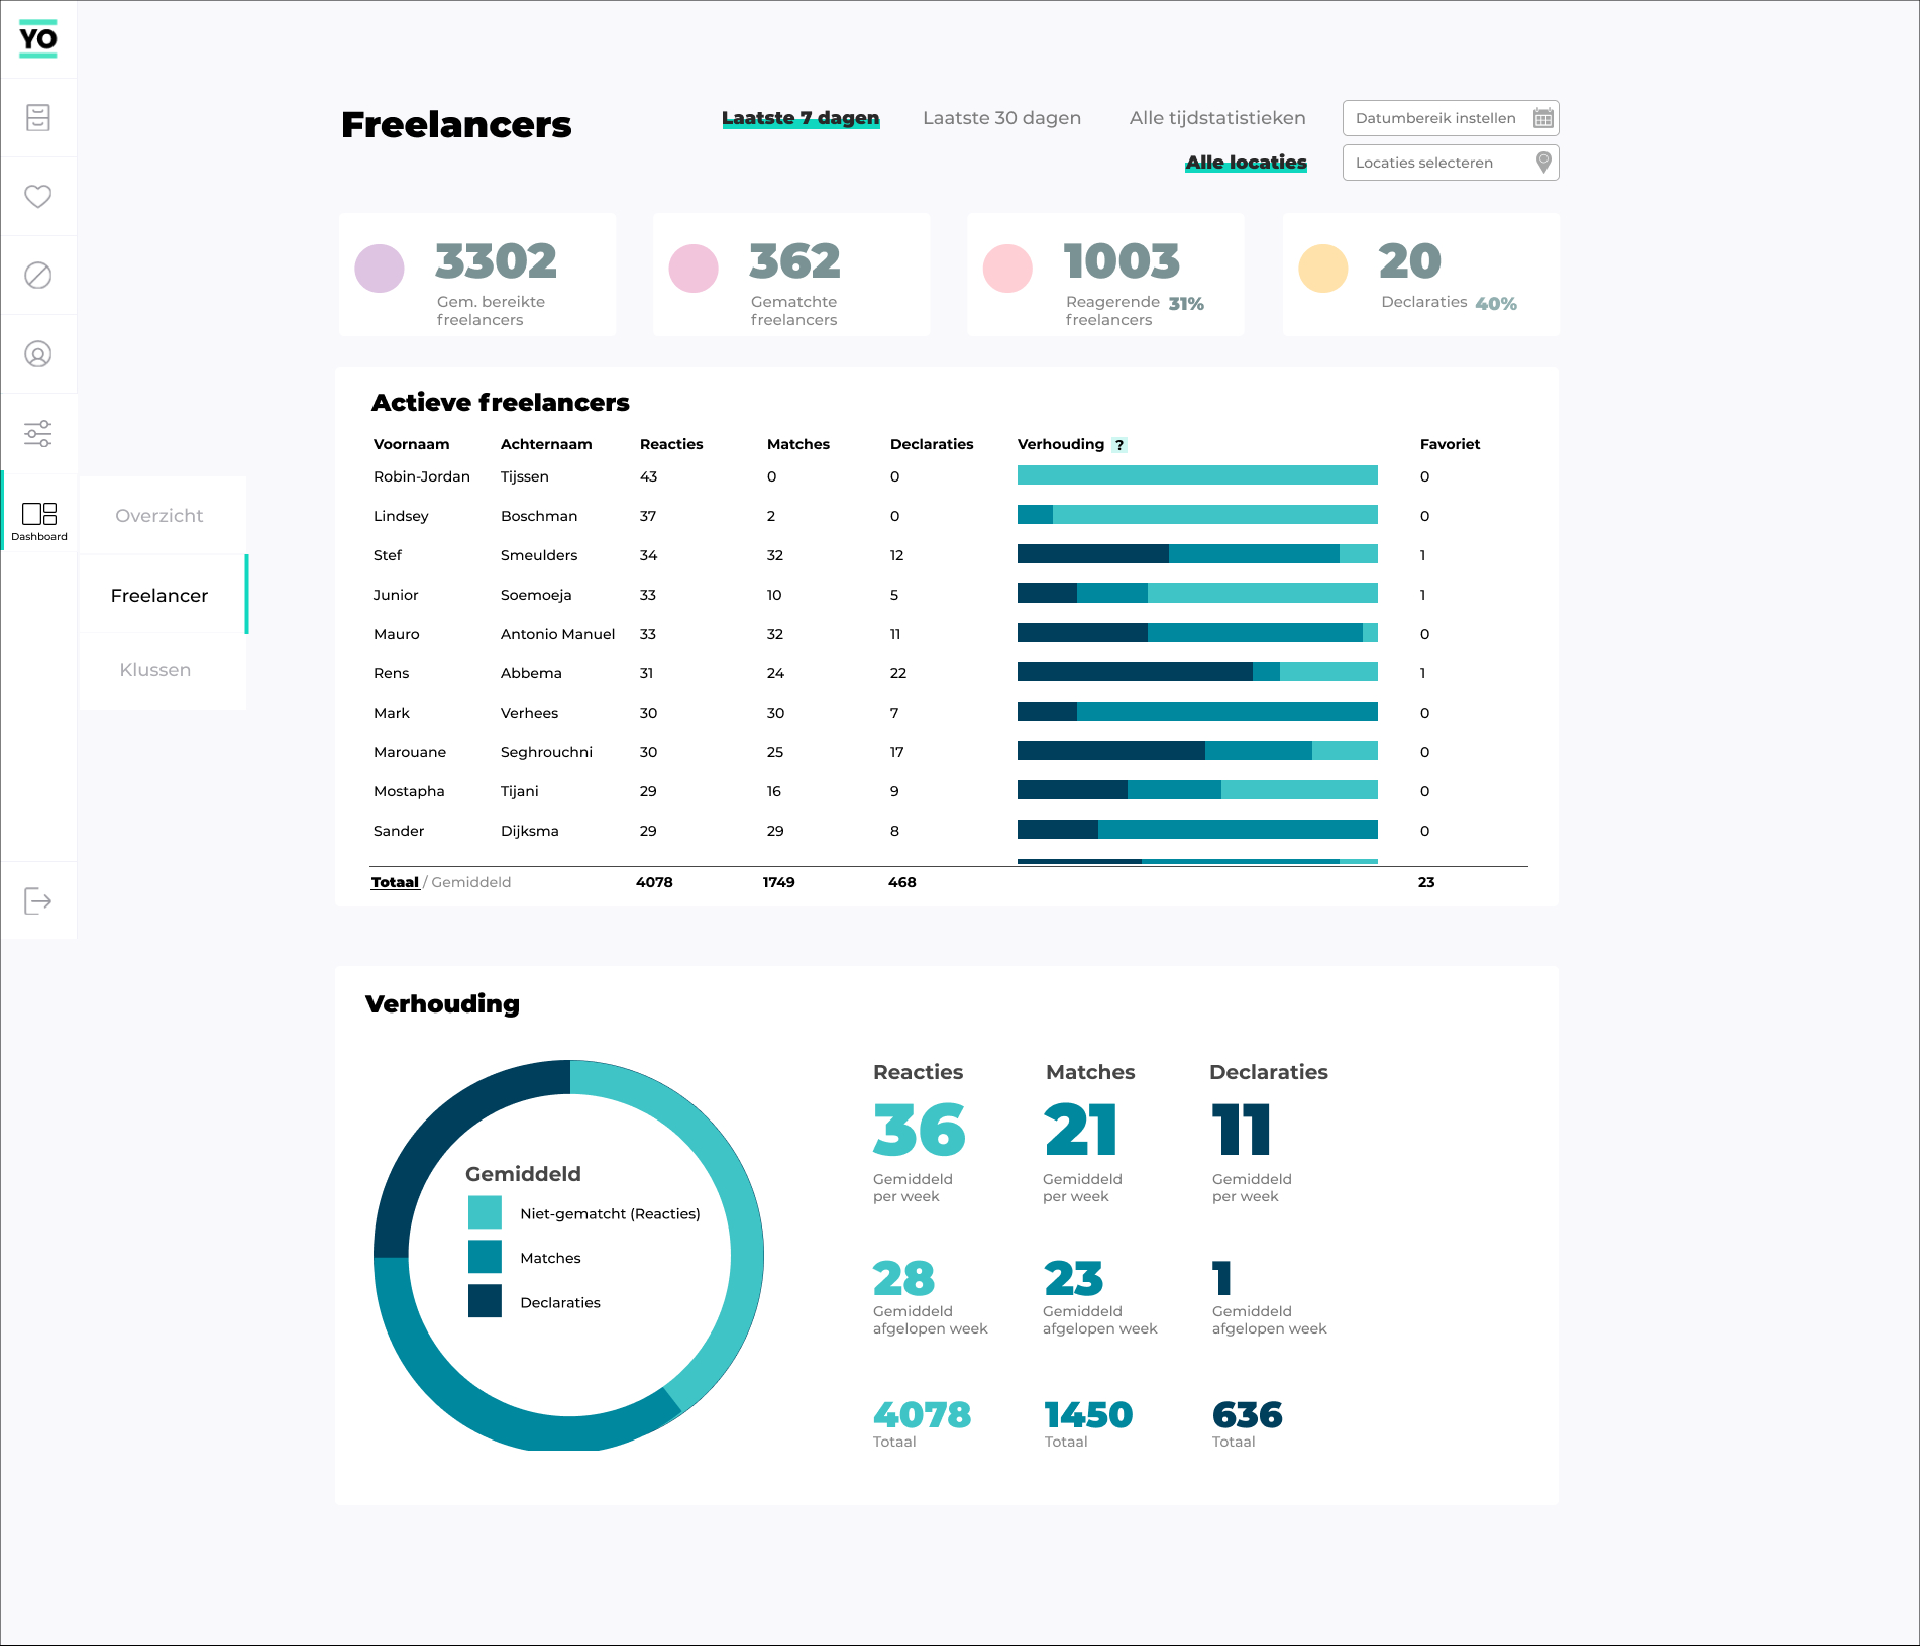 YO
Freelancers
Laatste 7 dagen
Laatste 30 dagen
Alle tijdstatistieken
Datumbereik instellen
Alle locaties
Locaties selecteren
3302
Gem. bereikte
freelancers
362
Gematchte
freelancers
1003
Reagerende 31%
freelancers
20
Declaraties 40%
Dashboard
Overzicht
Freelancer
Klussen
Actieve freelancers
Voornaam Achternaam Reacties Matches Declaraties Verhouding ? Favoriet
Robin-Jordan Tijssen 43 0 0 0
Lindsey Boschman 37 2 0 0
Stef Smeulders 34 32 12 1
Junior Soemoeja 33 10 5 1
Mauro Antonio Manuel 33 32 11 0
Rens Abbema 31 24 22 1
Mark Verhees 30 30 7 0
Marouane Seghrouchni 30 25 17 0
Mostapha Tijani 29 16 9 0
Sander Dijksma 29 29 8 0
Totaal / Gemiddeld 4078 1749 468 23
Verhouding
Gemiddeld
Niet-gematcht (Reacties)
Matches
Declaraties
Reacties Matches Declaraties
36 21 11
Gemiddeld Gemiddeld Gemiddeld
per week per week per week
28 23 1
Gemiddeld Gemiddeld Gemiddeld
afgelopen week afgelopen week afgelopen week
4078 1450 636
Totaal Totaal Totaal